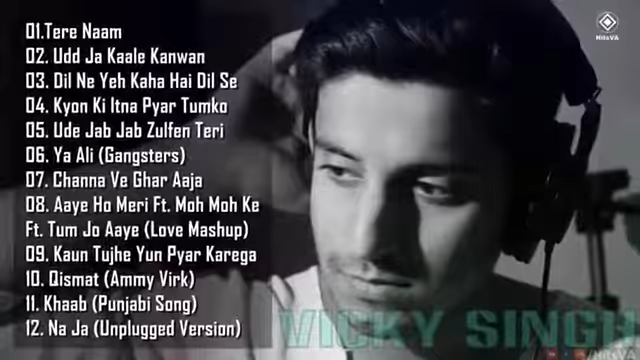 01.Tere Naam
02. Udd Ja Kaale Kanwan
03. Dil Ne Yeh Kaha Hai Dil Se
04. Kyon Ki Itna Pyar Tumko
05. Ude Jab Jab Zulfen Teri
06. Ya Ali (Gangsters)
07. Channa Ve Ghar Aaja
08. Aaye Ho Meri Ft. Moh Moh Ke
Ft. Tum Jo Aaye (Love Mashup)
09. Kaun Tujhe Yun Pyar Karega
10. Qismat (Ammy Virk)
11. Khaab (Punjabi Song)
12. Na Ja (Unplugged Version)
HitsVA
VICKY SINGH